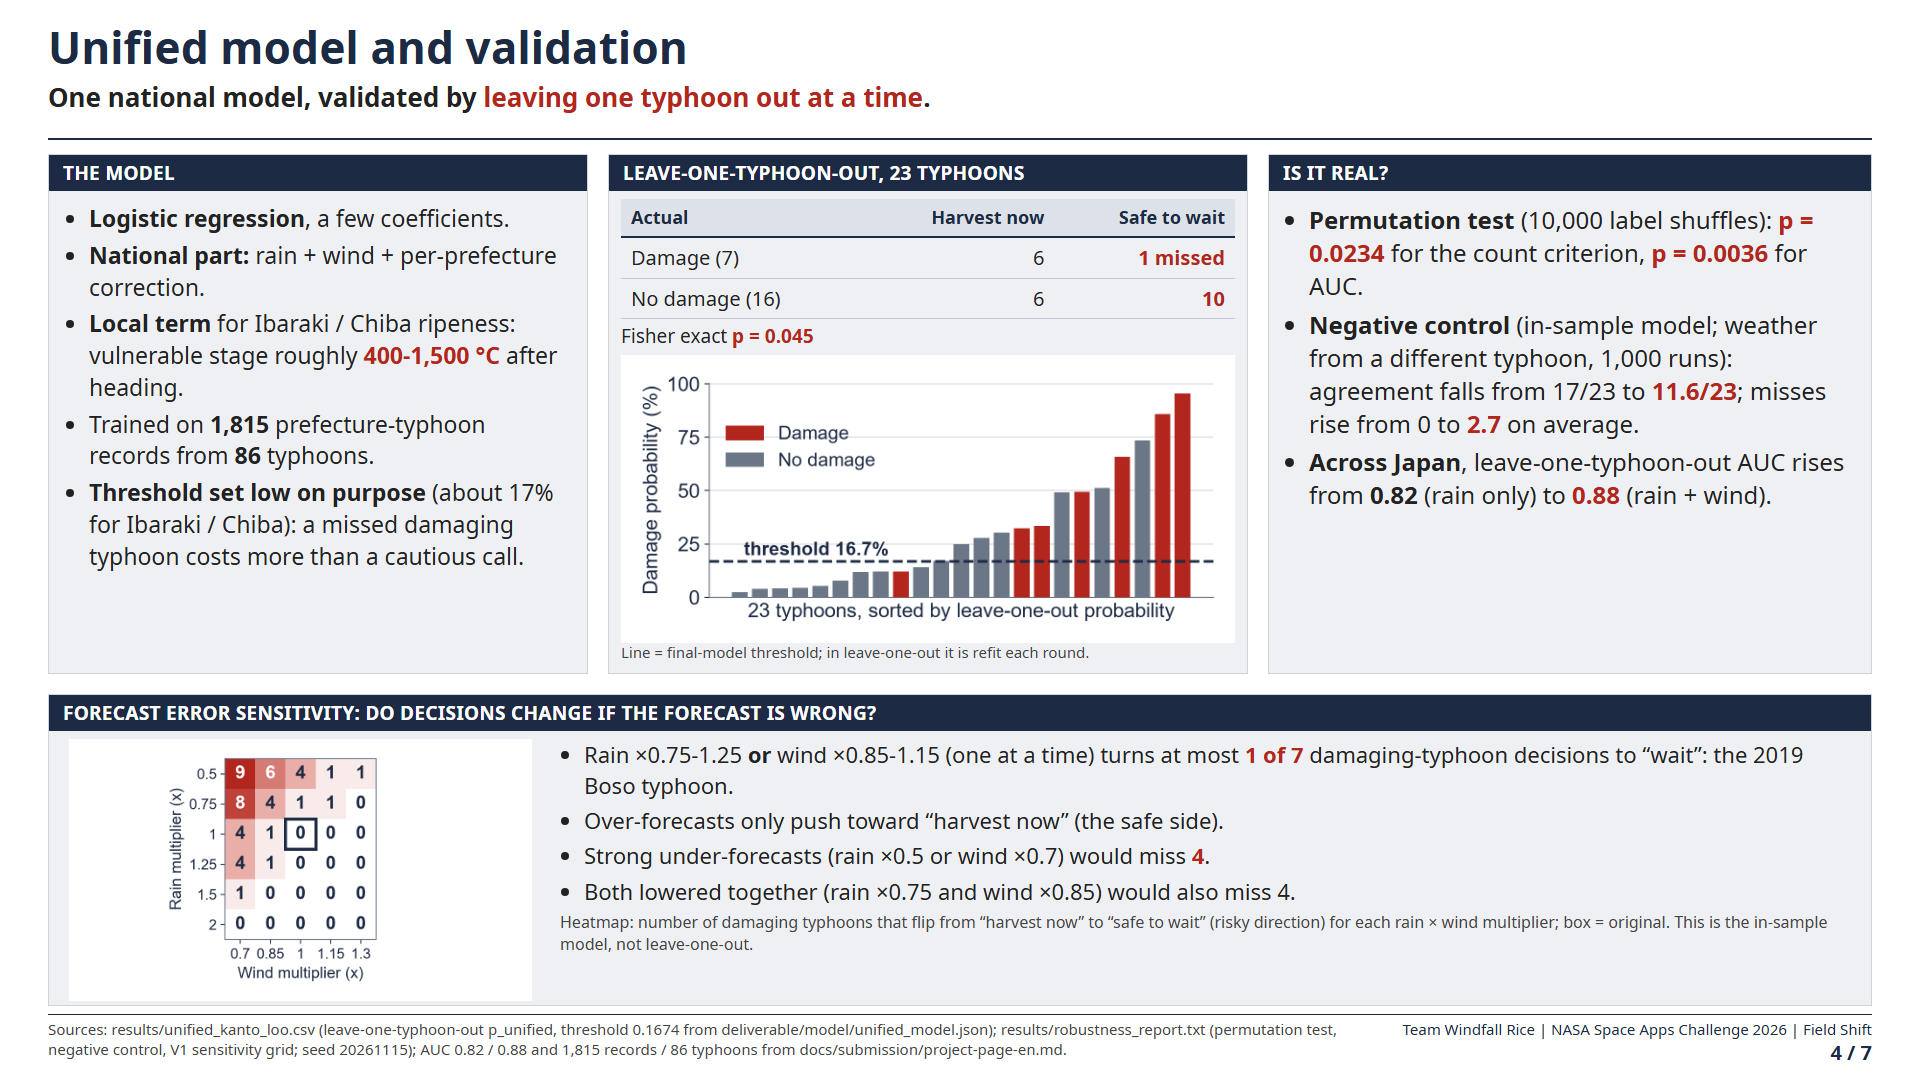 Unified model and validation
One national model, validated by leaving one typhoon out at a time.
THE MODEL
• Logistic regression, a few coefficients.
• National part: rain + wind + per-prefecture
correction.
• Local term for Ibaraki / Chiba ripeness:
vulnerable stage roughly 400-1,500 °C after
heading.
• Trained on 1,815 prefecture-typhoon
records from 86 typhoons.
• Threshold set low on purpose (about 17%
for Ibaraki / Chiba): a missed damaging
typhoon costs more than a cautious call.
LEAVE-ONE-TYPHOON-OUT, 23 TYPHOONS
Actual Harvest now Safe to wait
Damage (7) 6 1 missed
No damage (16) 6 10
Fisher exact p = 0.045
Damage probability (%)
100
75
50
25
0
Damage
No damage
threshold 16.7%
23 typhoons, sorted by leave-one-out probability
Line = final-model threshold; in leave-one-out it is refit each round.
IS IT REAL?
• Permutation test (10,000 label shuffles): p =
0.0234 for the count criterion, p = 0.0036 for
AUC.
• Negative control (in-sample model; weather
from a different typhoon, 1,000 runs):
agreement falls from 17/23 to 11.6/23; misses
rise from 0 to 2.7 on average.
• Across Japan, leave-one-typhoon-out AUC rises
from 0.82 (rain only) to 0.88 (rain + wind).
FORECAST ERROR SENSITIVITY: DO DECISIONS CHANGE IF THE FORECAST IS WRONG?
Rain multiplier (x)
0.5 9 6 4 1 1
0.75 8 4 1 1 0
1 4 1 0 0 0
1.25 4 1 0 0 0
1.5 1 0 0 0 0
2 0 0 0 0 0
0.7 0.85 1 1.15 1.3
Wind multiplier (x)
• Rain ×0.75-1.25 or wind ×0.85-1.15 (one at a time) turns at most 1 of 7 damaging-typhoon decisions to “wait”: the 2019
Boso typhoon.
• Over-forecasts only push toward “harvest now” (the safe side).
• Strong under-forecasts (rain ×0.5 or wind ×0.7) would miss 4.
• Both lowered together (rain ×0.75 and wind ×0.85) would also miss 4.
Heatmap: number of damaging typhoons that flip from “harvest now” to “safe to wait” (risky direction) for each rain × wind multiplier; box = original. This is the in-sample
model, not leave-one-out.
Sources: results/unified_kanto_loo.csv (leave-one-typhoon-out p_unified, threshold 0.1674 from deliverable/model/unified_model.json); results/robustness_report.txt (permutation test,
negative control, V1 sensitivity grid; seed 20261115); AUC 0.82 / 0.88 and 1,815 records / 86 typhoons from docs/submission/project-page-en.md.
Team Windfall Rice | NASA Space Apps Challenge 2026 | Field Shift
4 / 7